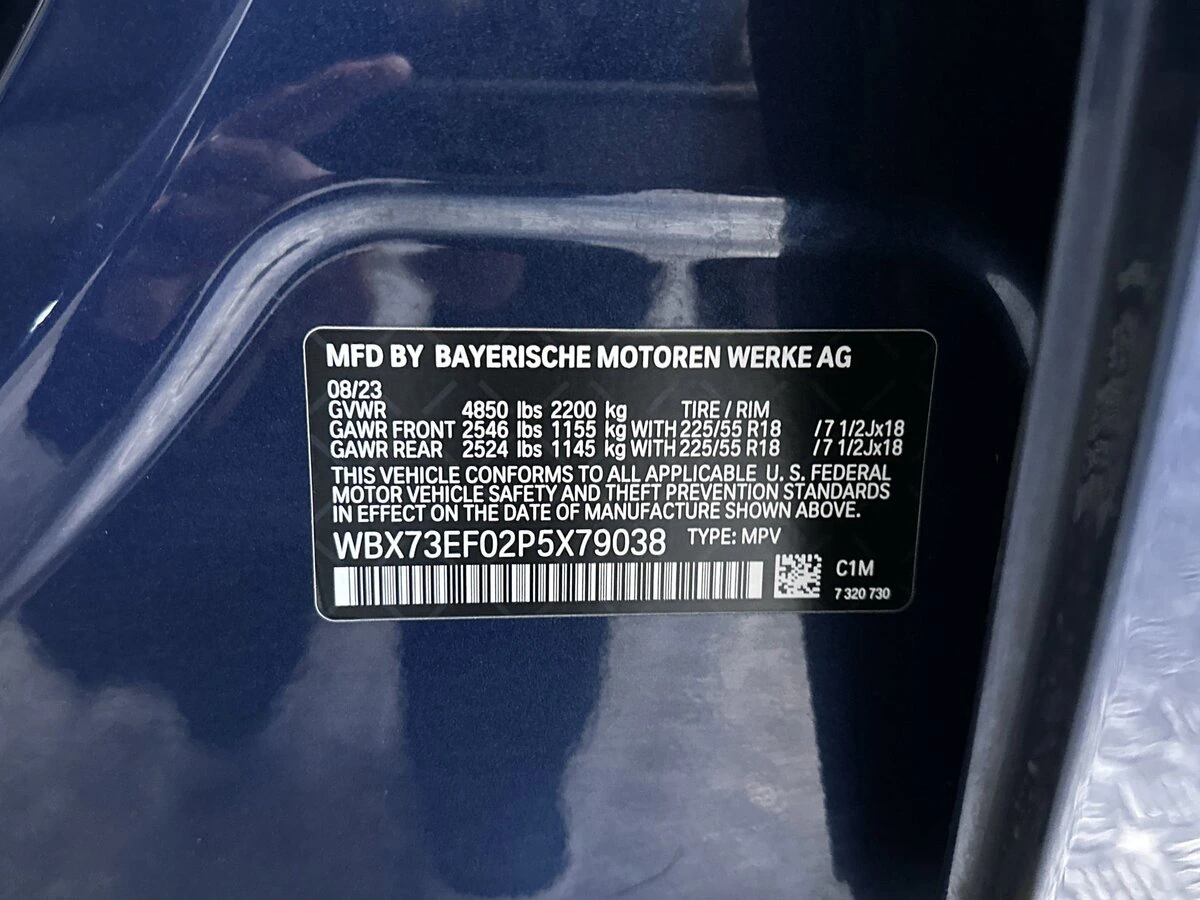 MFD BY BAYERISCHE MOTOREN WERKE AG
08/23
GVWR 4850 lbs 2200 kg TIRE / RIM
GAWR FRONT 2546 lbs 1155 kg WITH 225/55 R18 /7 1/2Jx18
GAWR REAR 2524 lbs 1145 kg WITH 225/55 R18 /7 1/2Jx18
THIS VEHICLE CONFORMS TO ALL APPLICABLE U. S. FEDERAL
MOTOR VEHICLE SAFETY AND THEFT PREVENTION STANDARDS
IN EFFECT ON THE DATE OF MANUFACTURE SHOWN ABOVE.
WBX73EF02P5X79038 TYPE: MPV
C1M
7 320 730